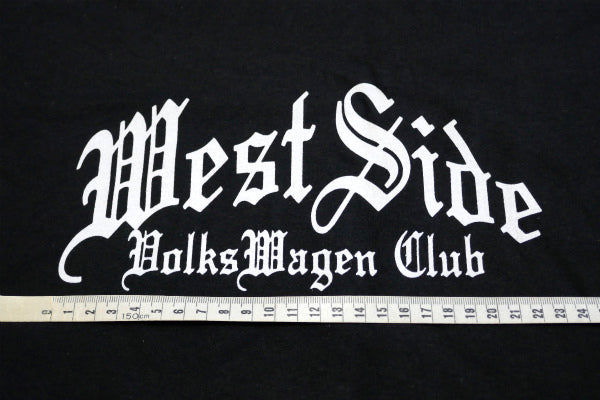 West Side
VolksWagen Club
0 1 2 3 4 5 6 7 8 9 10 11 12 13 14 15 16 17 18 19 20 21 22 23 24
150cm